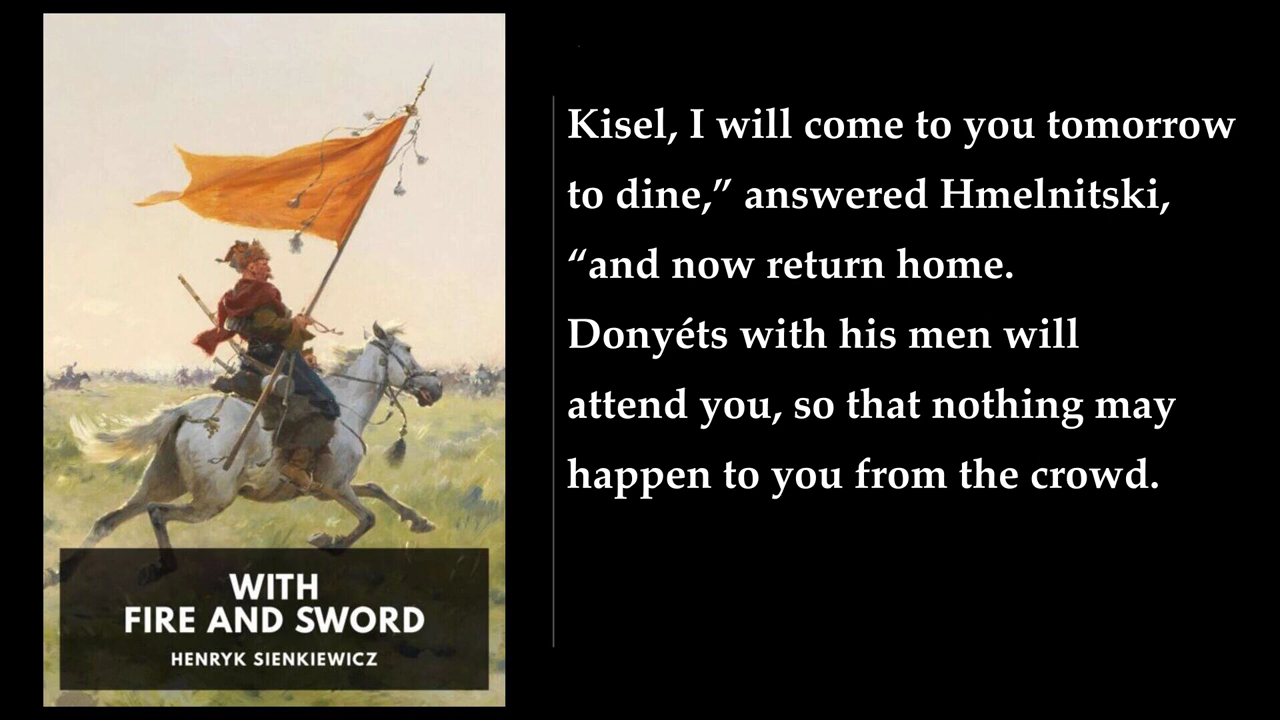 WITH
FIRE AND SWORD
HENRYK SIENKIEWICZ
Kisel, I will come to you tomorrow
to dine,” answered Hmelnitski,
“and now return home.
Donyéts with his men will
attend you, so that nothing may
happen to you from the crowd.